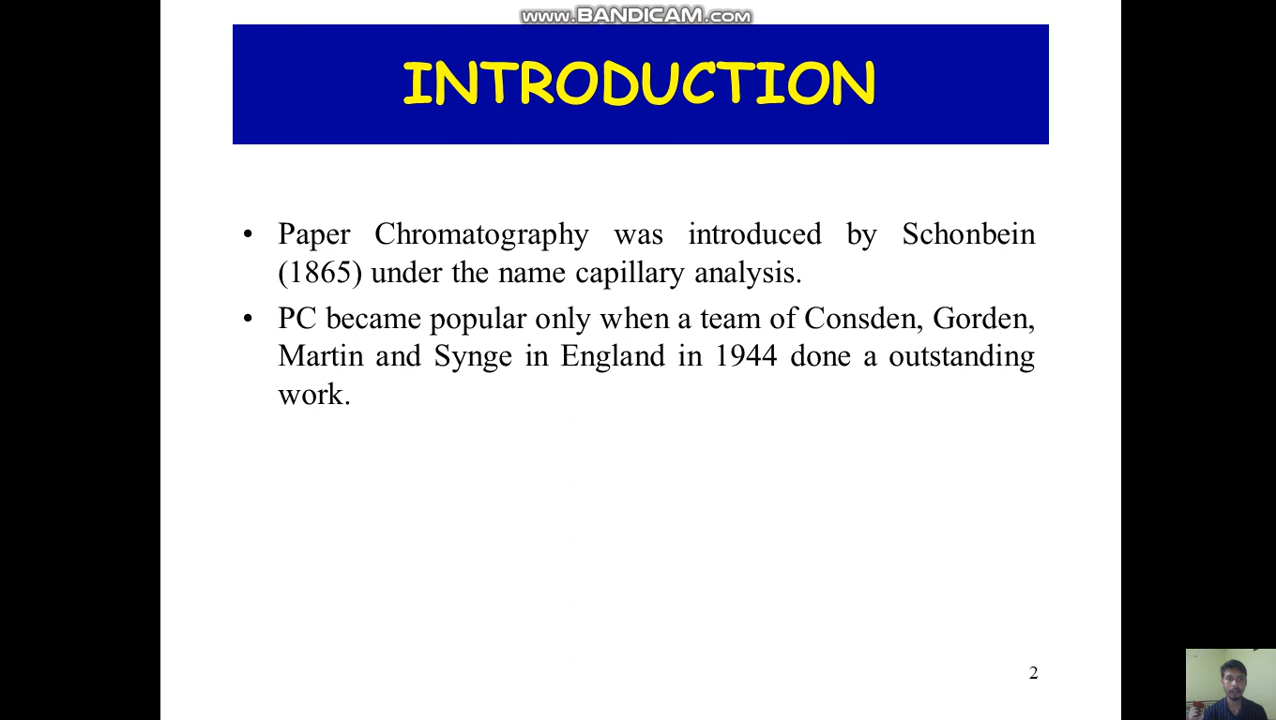 www.BANDICAM.com
INTRODUCTION
• Paper Chromatography was introduced by Schonbein
(1865) under the name capillary analysis.
• PC became popular only when a team of Consden, Gorden,
Martin and Synge in England in 1944 done a outstanding
work.
2